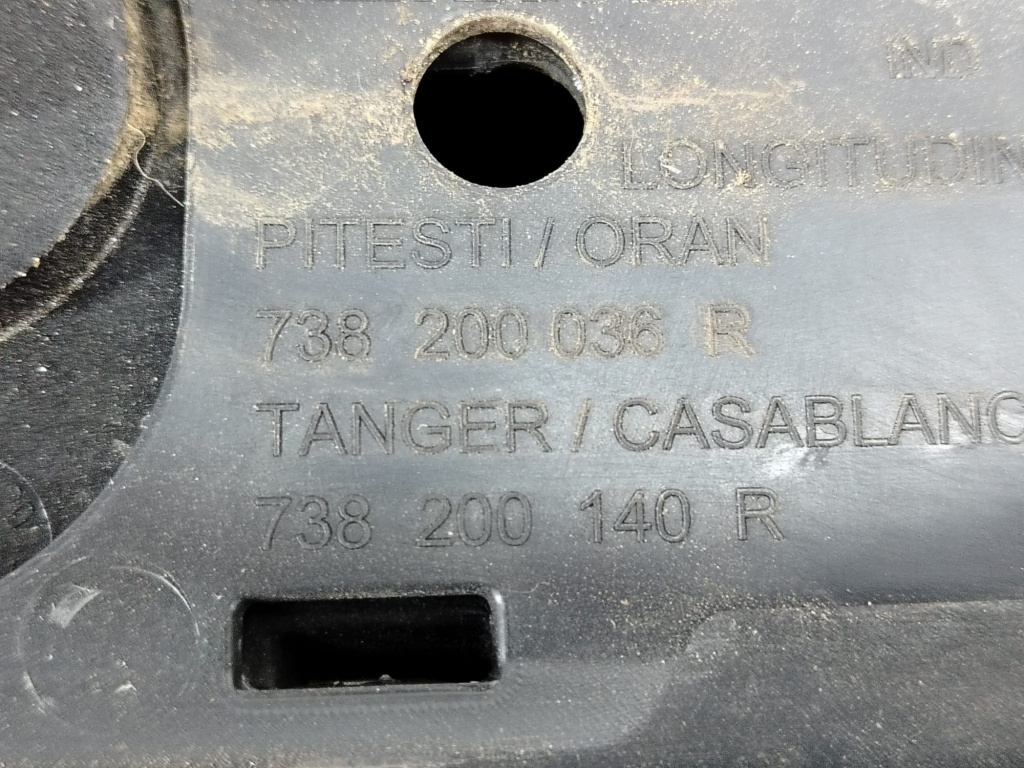 IND
LONGITUDIN
PITESTI / ORAN
738 200 036 R
TANGER / CASABLANC
738 200 140 R